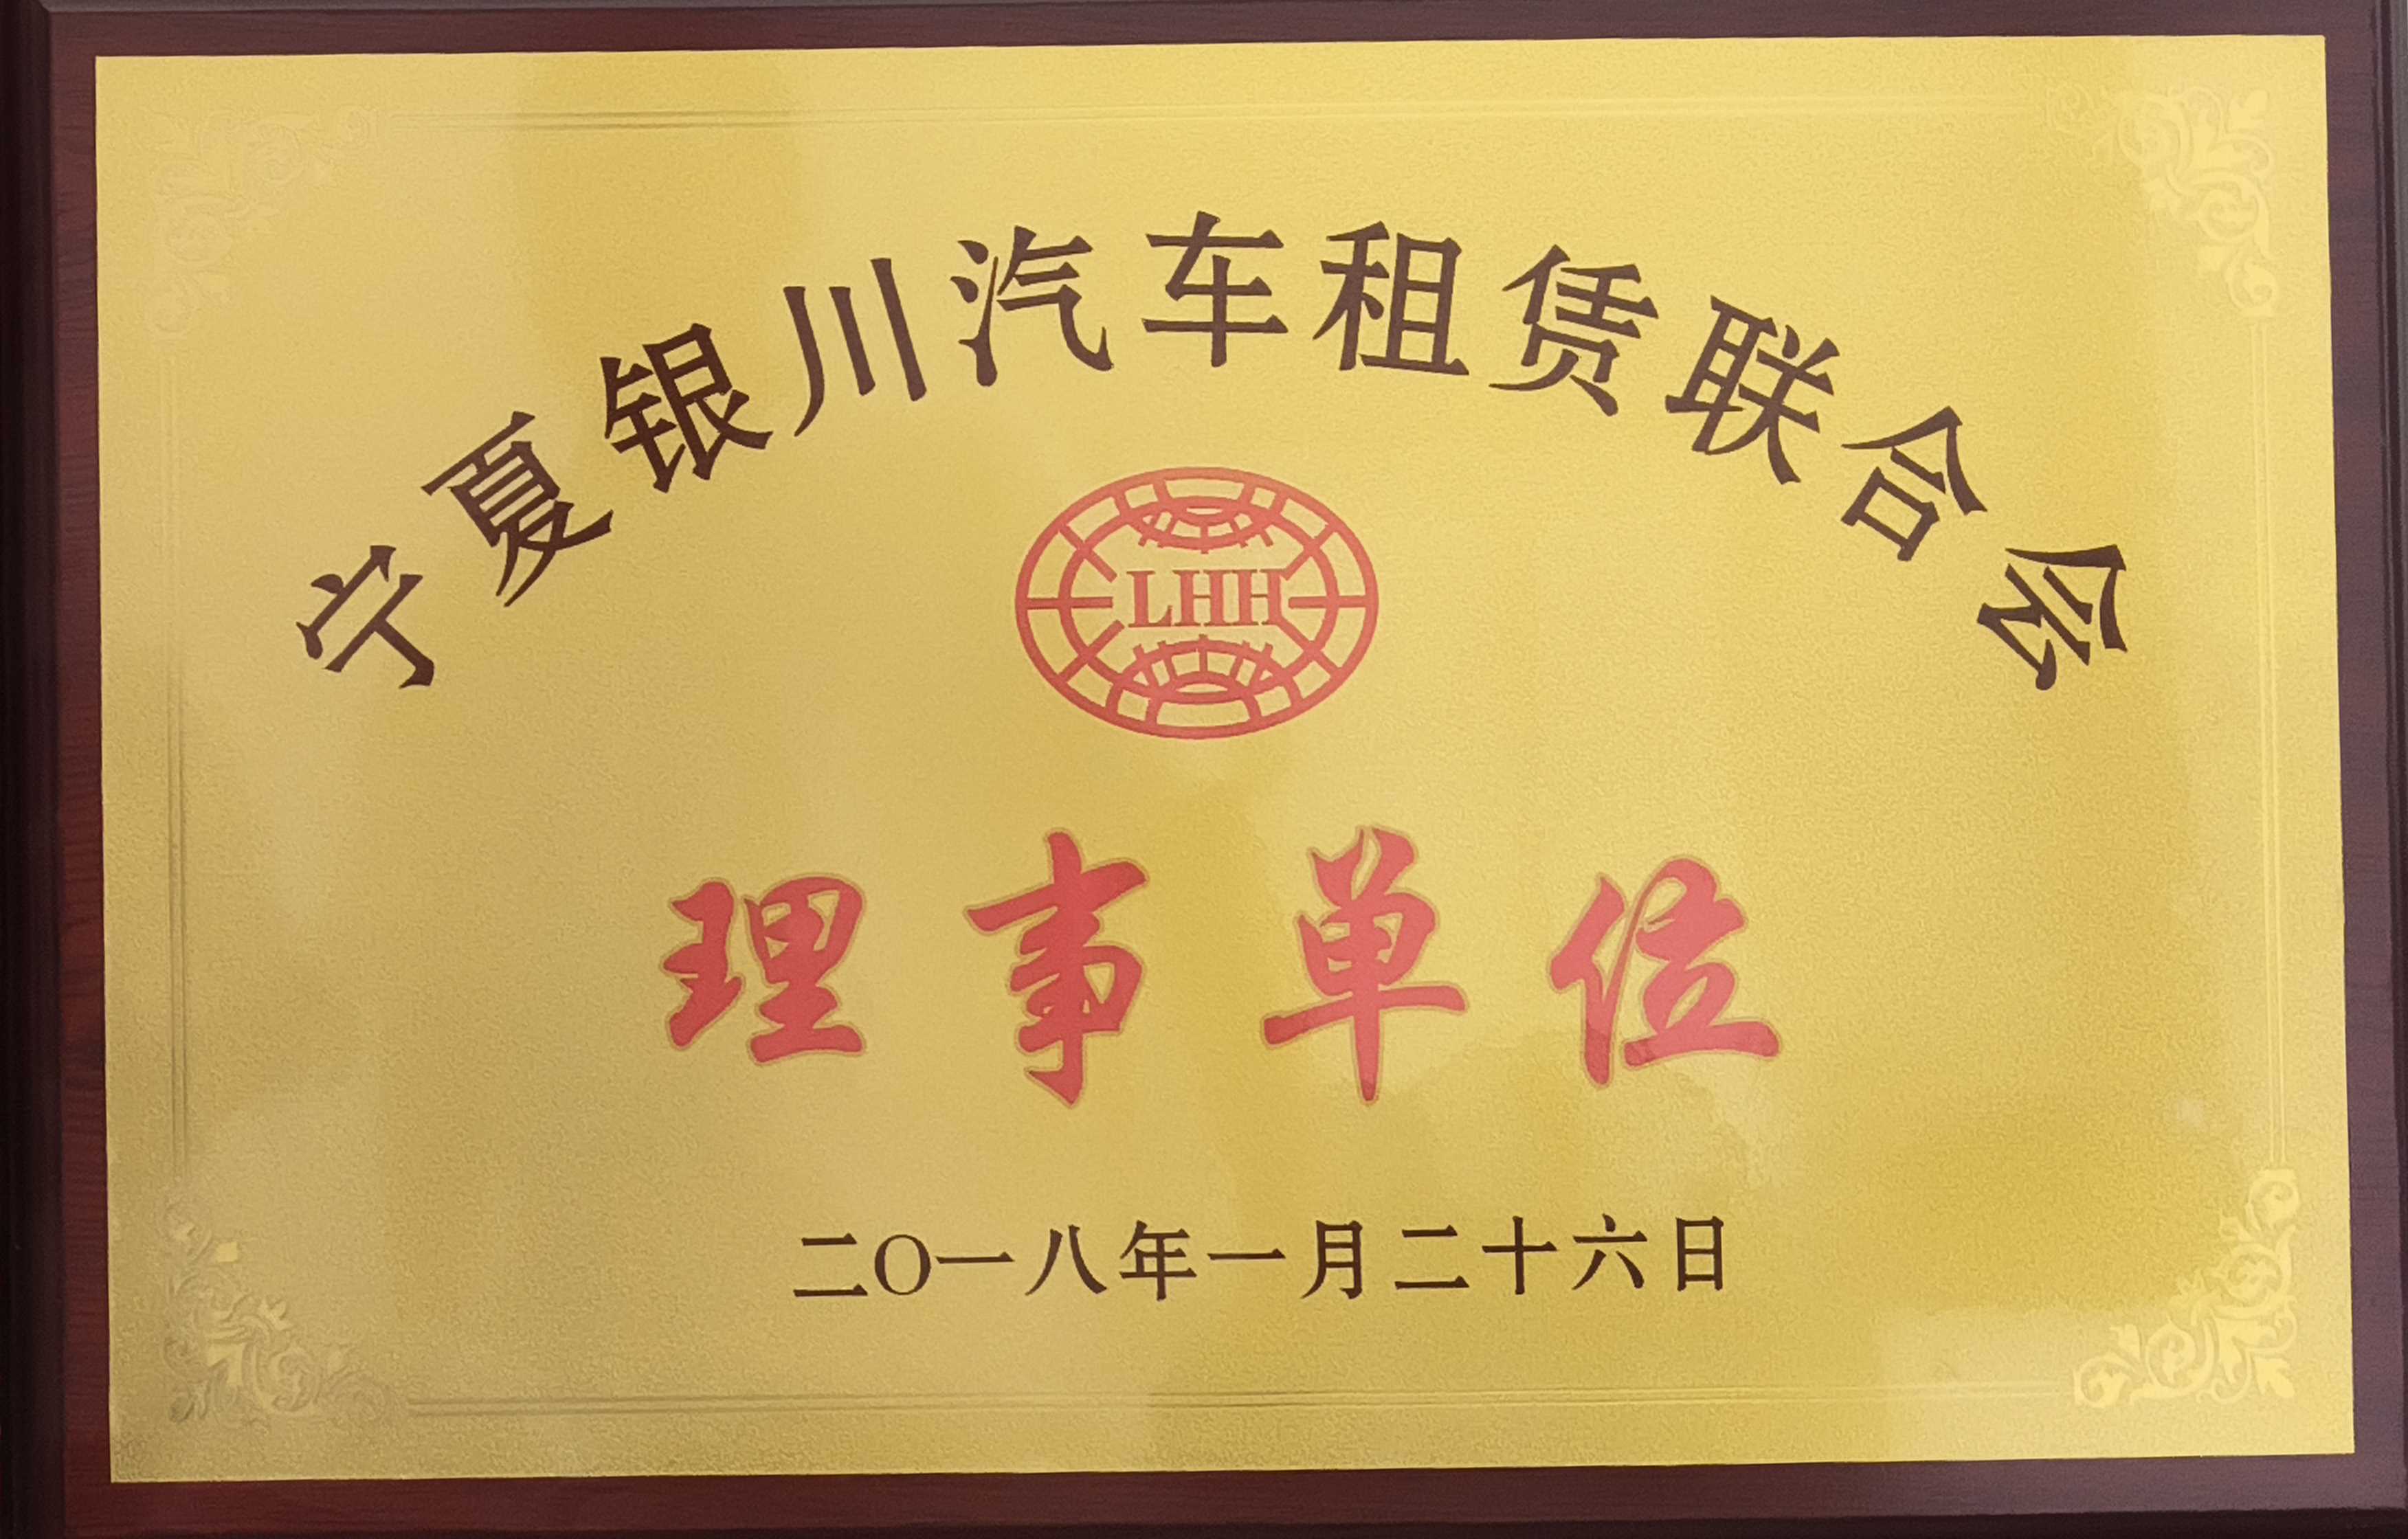 宁夏银川汽车租赁联合会
LHH
理事单位
二〇一八年一月二十六日